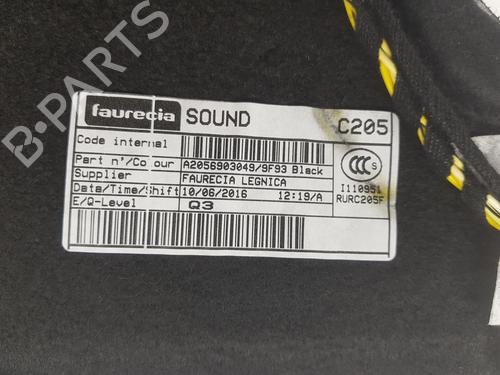 B-PARTS
faurecia SOUND C205
Code internal
Part n'/Colour A2056903049/9F93 Black
Supplier FAURECIA LEGNICA
Date/Time/Shift 10/06/2016 12:19/A
E/Q-Level Q3
CCC S
I110951
RURC205F